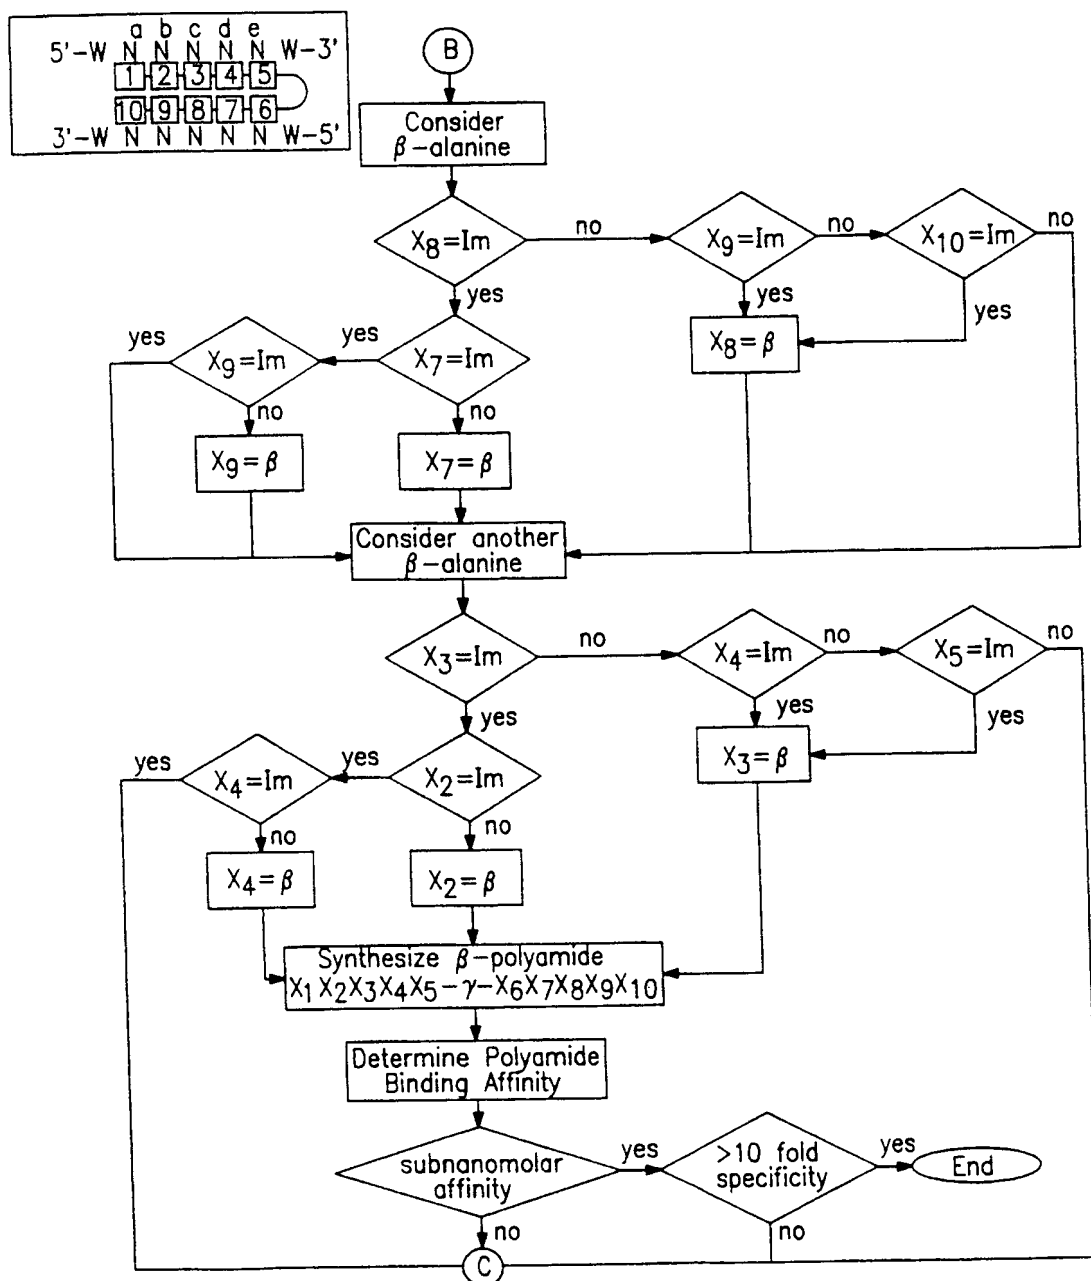 a b c d e
5'-W N N N N N W-3'
1 2 3 4 5
10 9 8 7 6
3'-W N N N N N W-5'
B
Consider
β-alanine
X8=Im
no
X9=Im
no
X10=Im
no
yes
yes
yes
X8=β
yes
X9=Im
yes
X7=Im
no
no
X9=β
X7=β
Consider another
β-alanine
X3=Im
no
X4=Im
no
X5=Im
no
yes
yes
yes
X3=β
yes
X4=Im
yes
X2=Im
no
no
X4=β
X2=β
Synthesize β-polyamide
X1X2X3X4X5-γ-X6X7X8X9X10
Determine Polyamide
Binding Affinity
subnanomolar
affinity
yes
>10 fold
specificity
yes
End
no
no
C